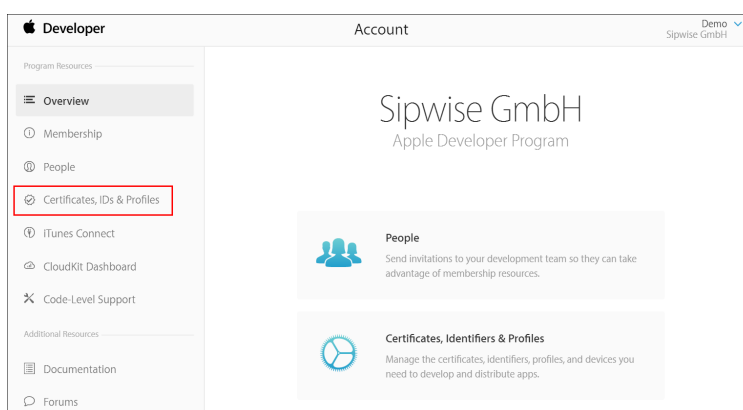 Developer
Account
Demo
Sipwise GmbH
Program Resources
Overview
Membership
People
Certificates, IDs & Profiles
iTunes Connect
CloudKit Dashboard
Code-Level Support
Additional Resources
Documentation
Forums
Sipwise GmbH
Apple Developer Program
People
Send invitations to your development team so they can take
advantage of membership resources.
Certificates, Identifiers & Profiles
Manage the certificates, identifiers, profiles, and devices you
need to develop and distribute apps.